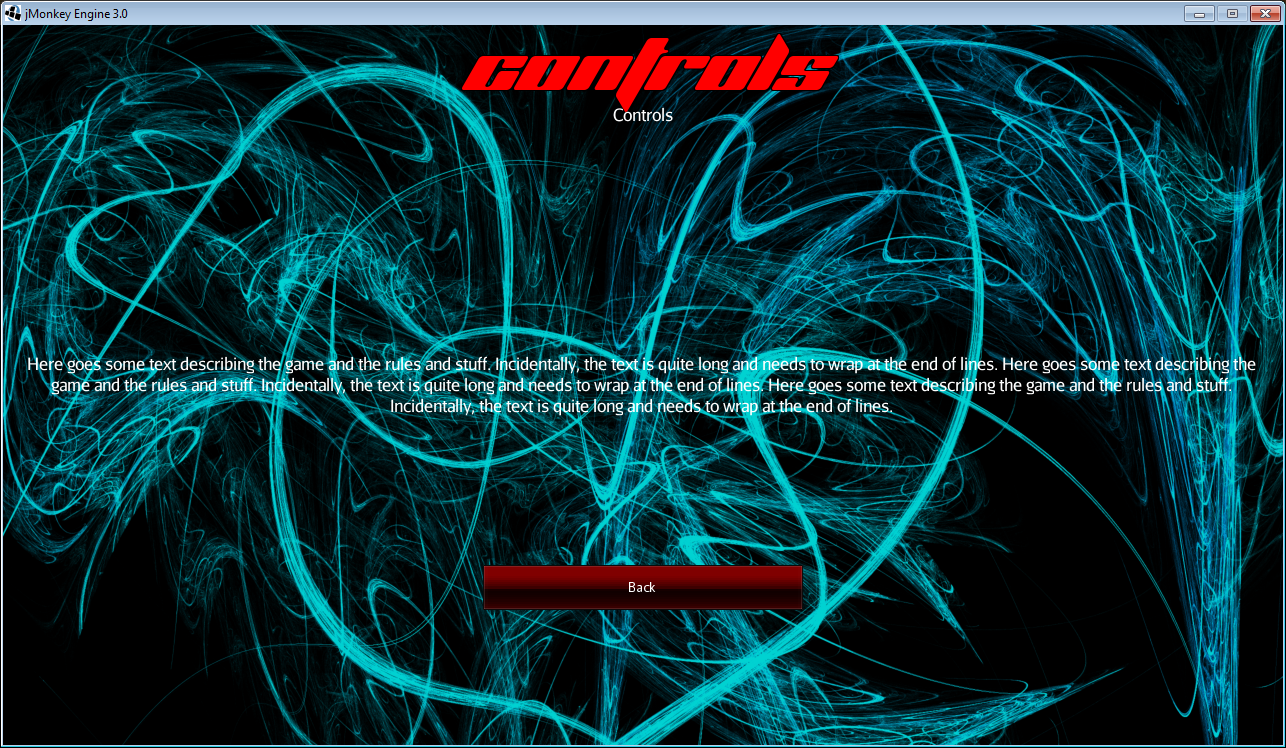 jMonkey Engine 3.0
controls
Controls
Here goes some text describing the game and the rules and stuff. Incidentally, the text is quite long and needs to wrap at the end of lines. Here goes some text describing the
game and the rules and stuff. Incidentally, the text is quite long and needs to wrap at the end of lines. Here goes some text describing the game and the rules and stuff.
Incidentally, the text is quite long and needs to wrap at the end of lines.
Back